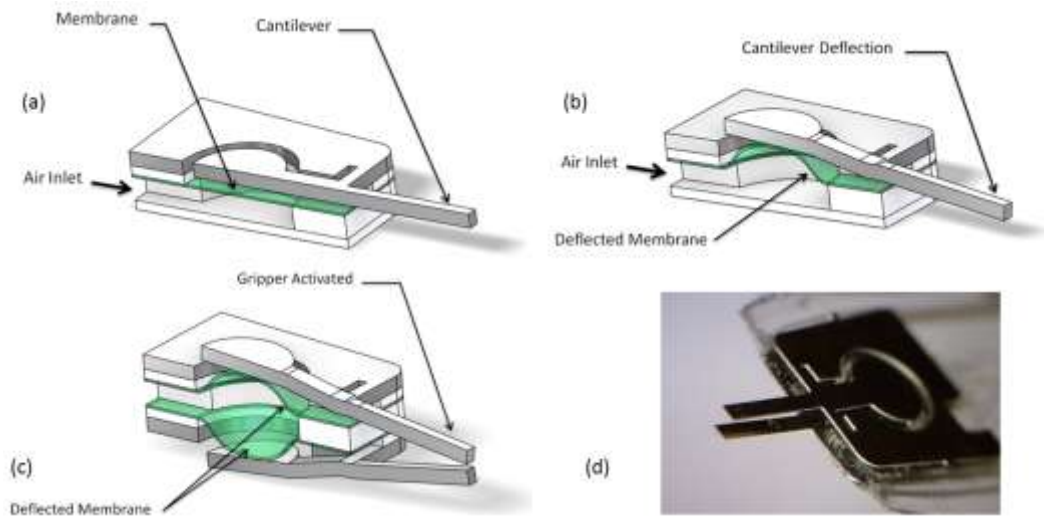 Membrane
Cantilever
(a)
Air Inlet
Cantilever Deflection
(b)
Air Inlet
Deflected Membrane
Gripper Activated
(c)
Deflected Membrane
(d)